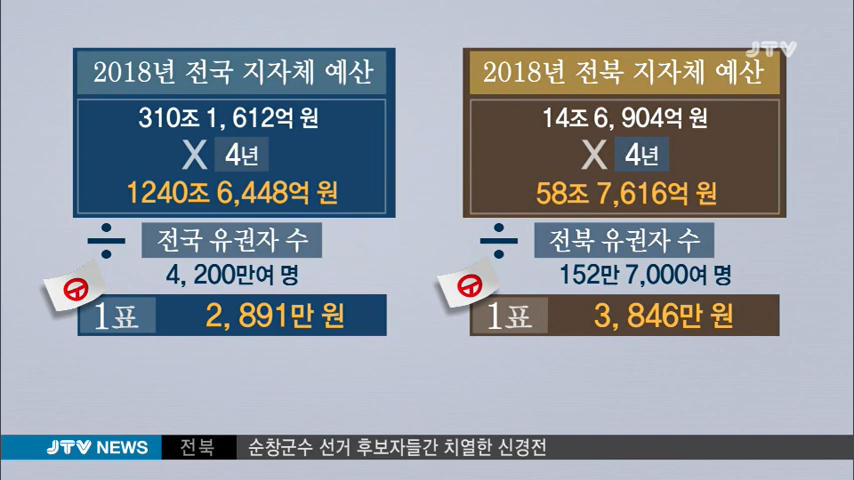 JTV
2018년 전국 지자체 예산
310조 1, 612억 원
X 4년
1240조 6,448억 원
÷ 전국 유권자 수
4, 200만여 명
1표 2, 891만 원
2018년 전북 지자체 예산
14조 6, 904억 원
X 4년
58조 7,616억 원
÷ 전북 유권자 수
152만 7,000여 명
1표 3, 846만 원
JTV NEWS 전북 순창군수 선거 후보자들간 치열한 신경전